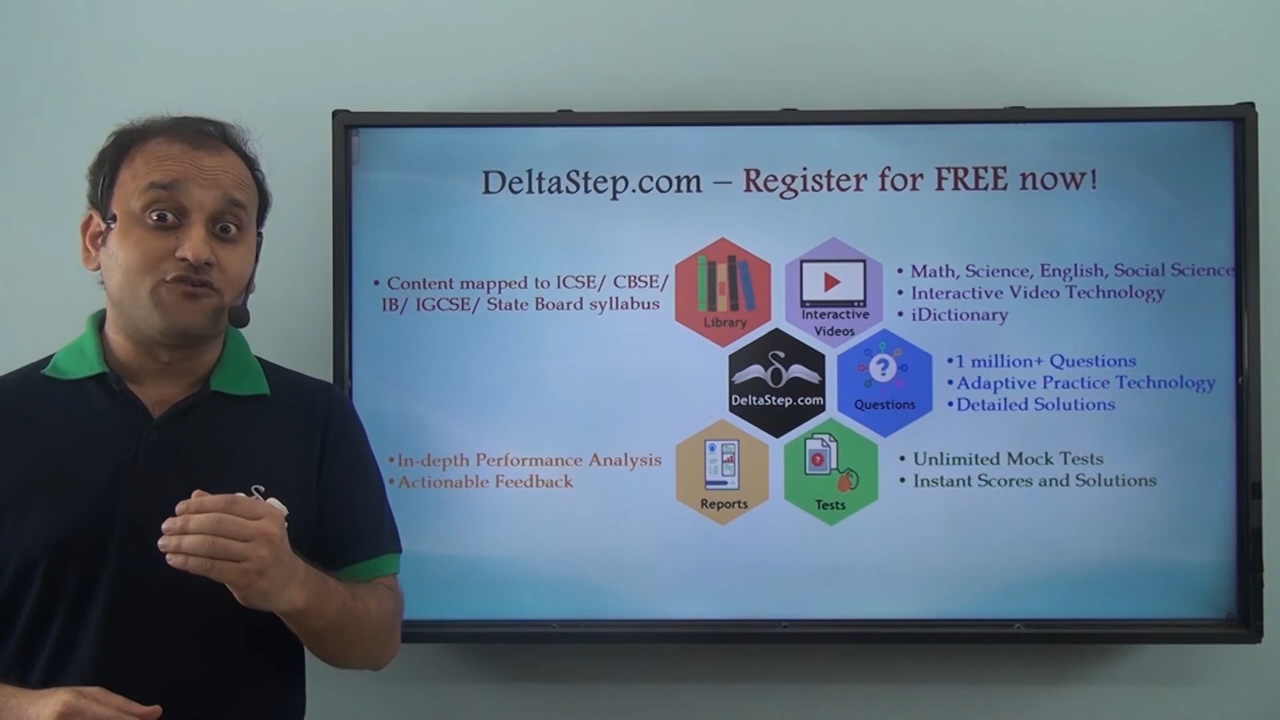 DeltaStep.com – Register for FREE now!
• Content mapped to ICSE/ CBSE/
IB/ IGCSE/ State Board syllabus
Library
Interactive
Videos
• Math, Science, English, Social Science
• Interactive Video Technology
• iDictionary
DeltaStep.com
?
Questions
•1 million+ Questions
•Adaptive Practice Technology
•Detailed Solutions
•In-depth Performance Analysis
•Actionable Feedback
Reports
?
Tests
• Unlimited Mock Tests
• Instant Scores and Solutions